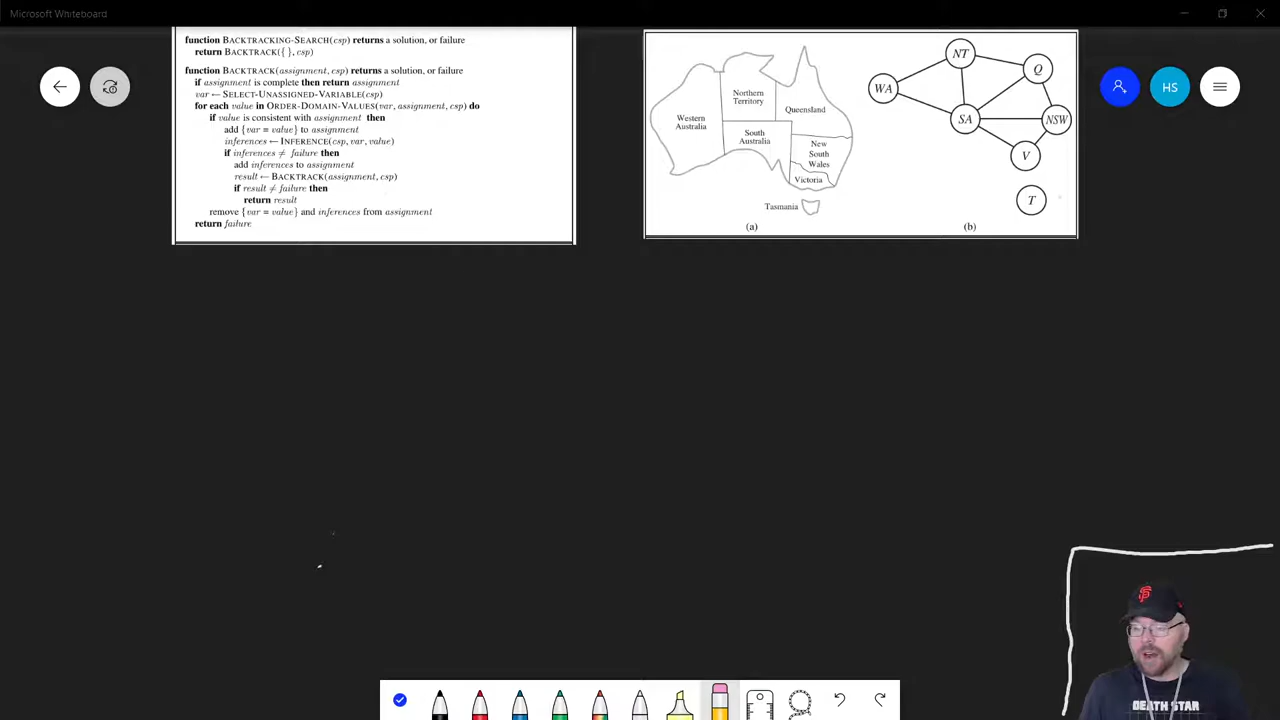 Microsoft Whiteboard
function BACKTRACKING-SEARCH(csp) returns a solution, or failure
return BACKTRACK({ }, csp)
function BACKTRACK(assignment, csp) returns a solution, or failure
if assignment is complete then return assignment
var ← SELECT-UNASSIGNED-VARIABLE(csp)
for each value in ORDER-DOMAIN-VALUES(var, assignment, csp) do
if value is consistent with assignment then
add {var = value} to assignment
inferences ← INFERENCE(csp, var, value)
if inferences ≠ failure then
add inferences to assignment
result ← BACKTRACK(assignment, csp)
if result ≠ failure then
return result
remove {var = value} and inferences from assignment
return failure
Western
Australia
Northern
Territory
South
Australia
Queensland
New
South
Wales
Victoria
Tasmania
(a)
NT
Q
WA
SA
NSW
V
T
(b)
HS
SF
DEATH STAR